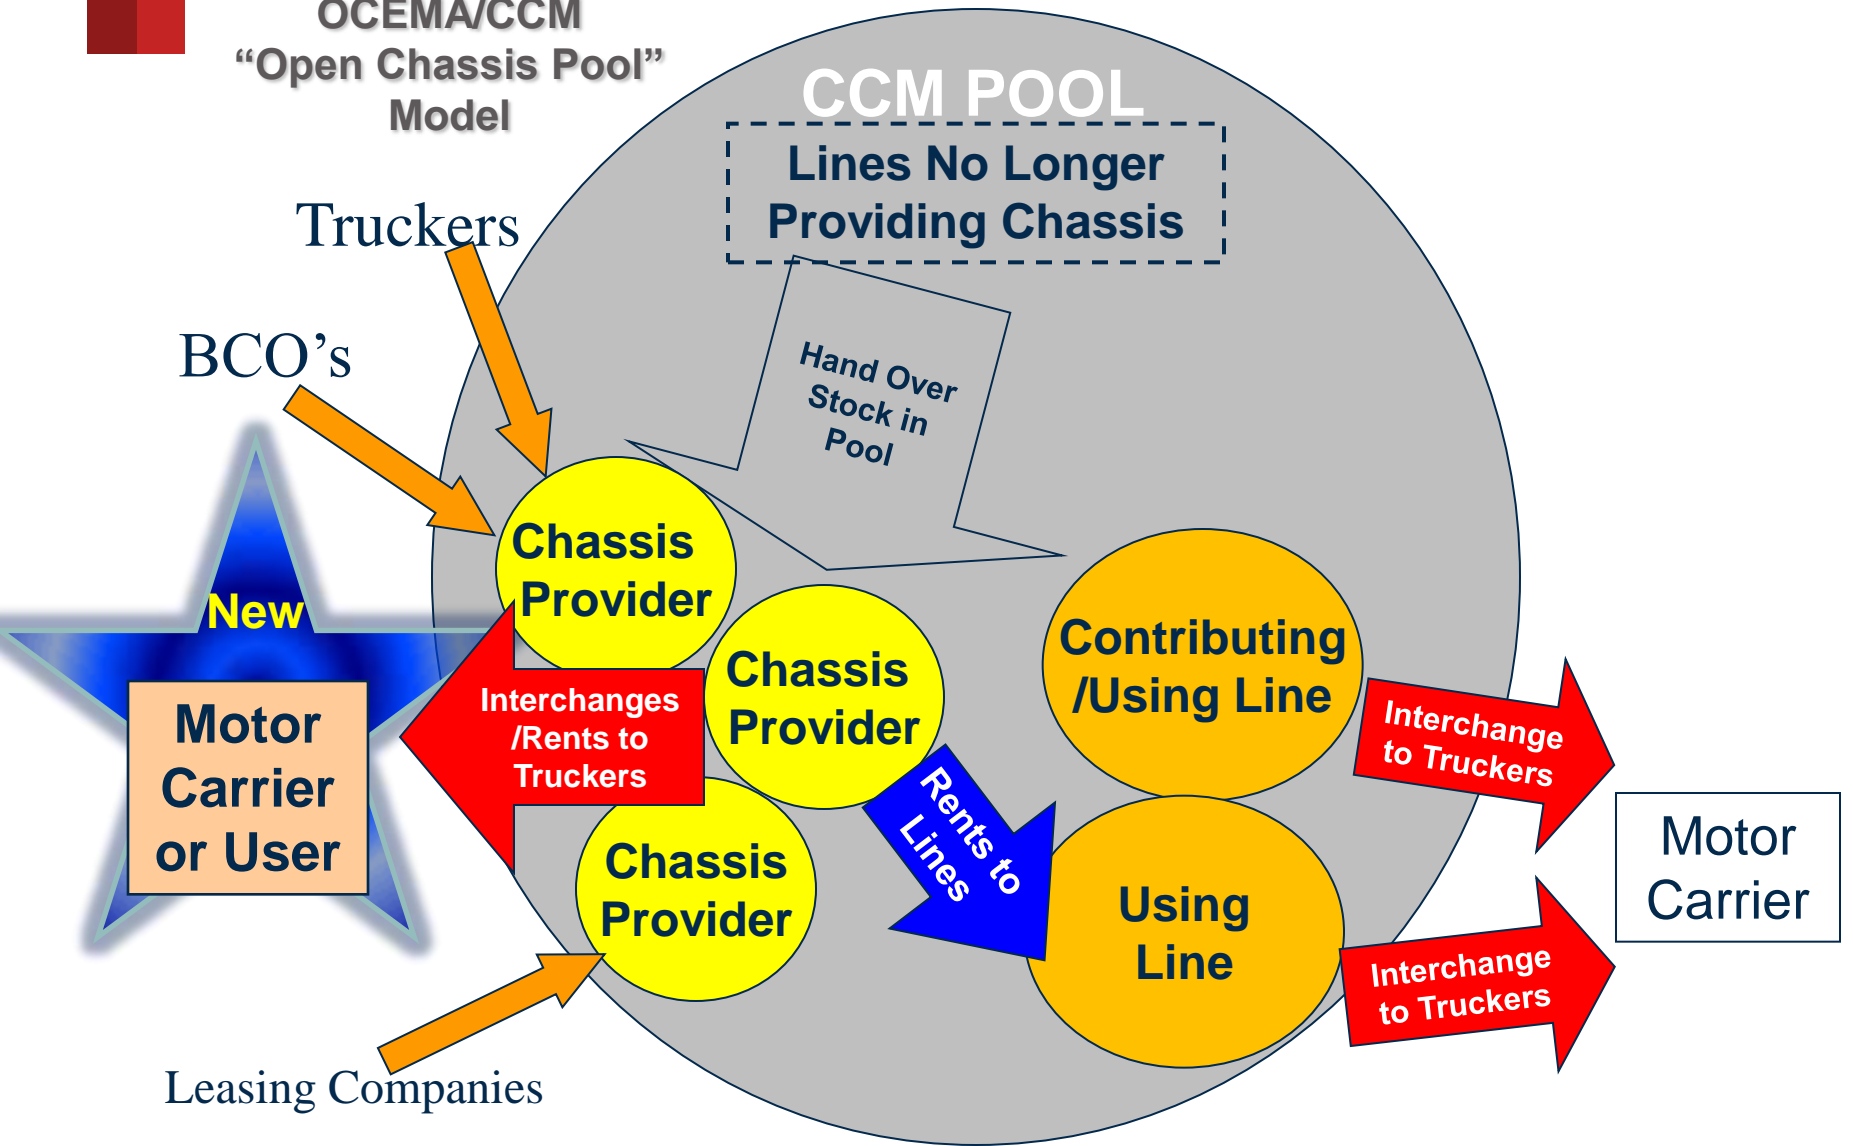 OCEMA/CCM
“Open Chassis Pool”
Model
CCM POOL
Lines No Longer
Providing Chassis
Truckers
BCO’s
Hand Over
Stock in
Pool
Chassis
Provider
New
Motor
Carrier
or User
Interchanges
/Rents to
Truckers
Chassis
Provider
Contributing
/Using Line
Interchange
to Truckers
Rents to
Lines
Motor
Carrier
Chassis
Provider
Using
Line
Interchange
to Truckers
Leasing Companies